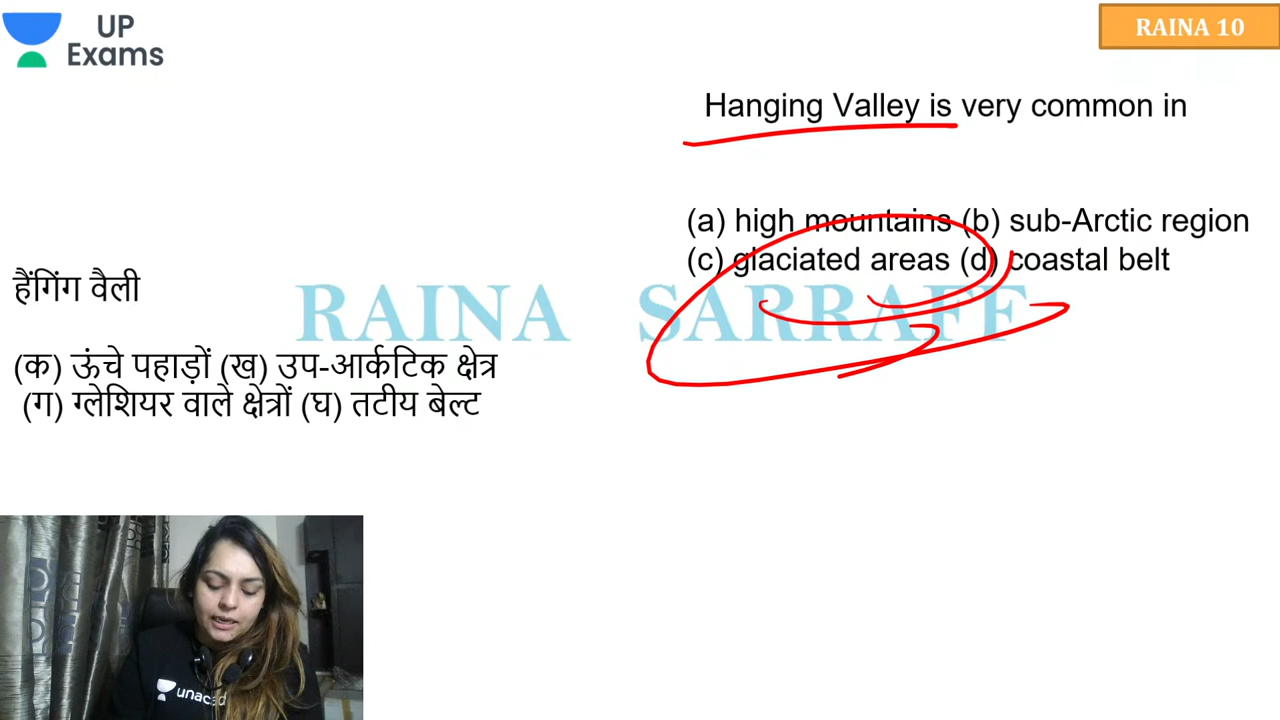 UP
Exams
RAINA 10
Hanging Valley is very common in
(a) high mountains (b) sub-Arctic region
(c) glaciated areas (d) coastal belt
हैंगिंग वैली
RAINA SARRAFF
(क) ऊंचे पहाड़ों (ख) उप-आर्कटिक क्षेत्र
(ग) ग्लेशियर वाले क्षेत्रों (घ) तटीय बेल्ट
unacad